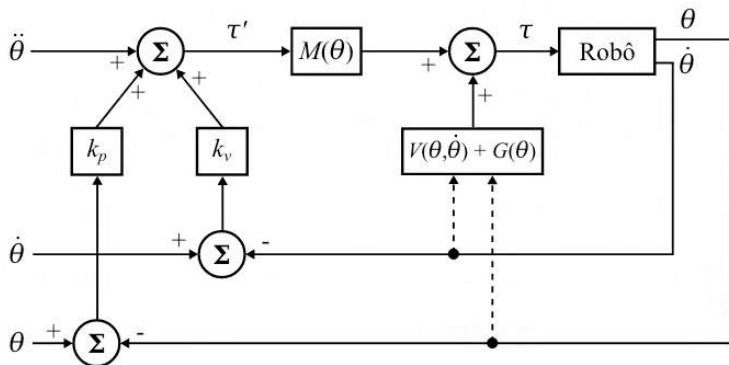 θ
τ′
τ
θ̈
Σ
M(θ)
Σ
Robô
θ̇
+
+
+
+
+
k_p
k_v
V(θ,θ̇) + G(θ)
θ̇
+
Σ
-
θ
+
Σ
-